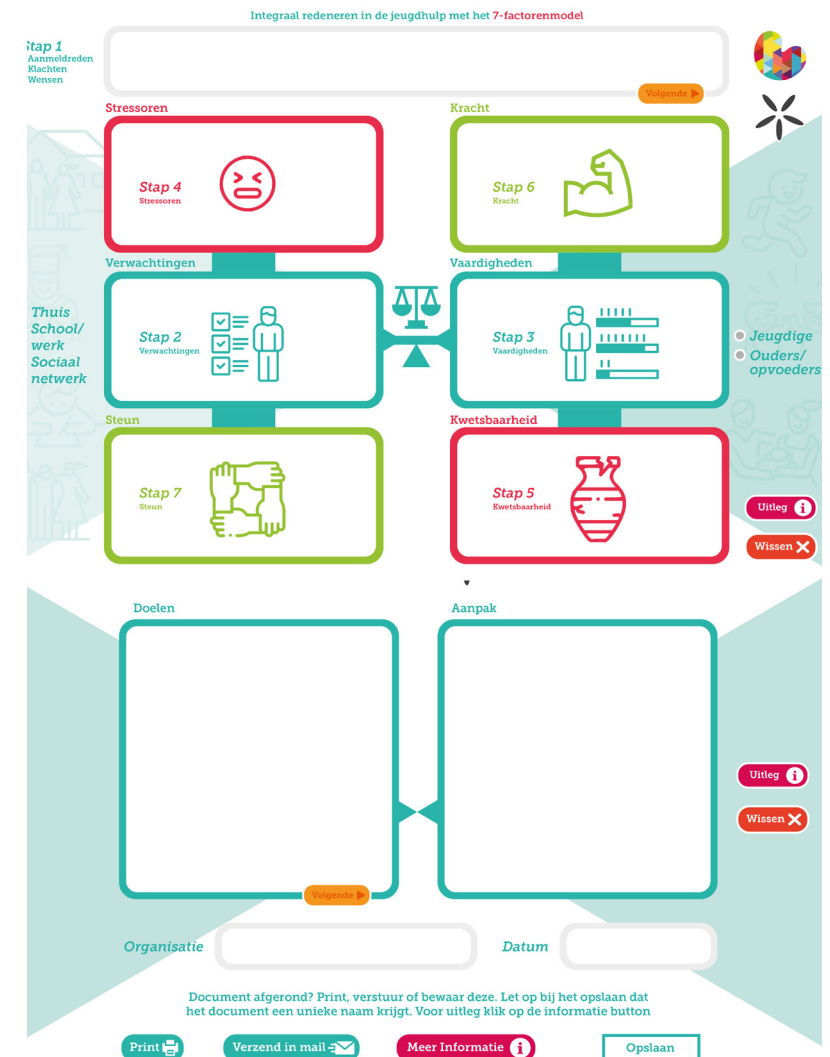 Integraal redeneren in de jeugdhulp met het 7-factorenmodel
Stap 1
Aanmeldreden
Klachten
Wensen
Volgende
Stressoren
Kracht
Stap 4
Stressoren
Stap 6
Kracht
Verwachtingen
Vaardigheden
Thuis
School/
werk
Sociaal
netwerk
Stap 2
Verwachtingen
Stap 3
Vaardigheden
Jeugdige
Ouders/
opvoeders
Steun
Kwetsbaarheid
Stap 7
Steun
Stap 5
Kwetsbaarheid
Uitleg i
Wissen
Doelen
Aanpak
Uitleg i
Wissen
Volgende
Organisatie
Datum
Document afgerond? Print, verstuur of bewaar deze. Let op bij het opslaan dat
het document een unieke naam krijgt. Voor uitleg klik op de informatie button
Print
Verzend in mail
Meer Informatie i
Opslaan